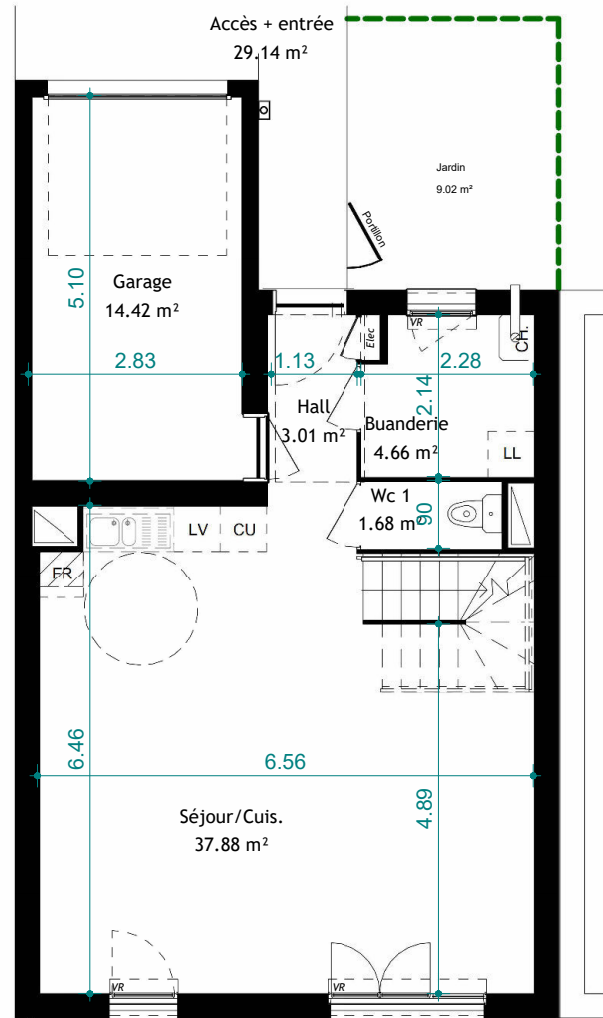 Accès + entrée
29.14 m²
Jardin
9.02 m²
Portillon
Garage
14.42 m²
5.10
2.83
1.13
Elec
VR
CH.
2.28
2.14
Hall
3.01 m²
Buanderie
4.66 m²
LL
Wc 1
1.68 m²
90
LV
CU
FR
6.46
6.56
4.89
Séjour/Cuis.
37.88 m²
VR
VR